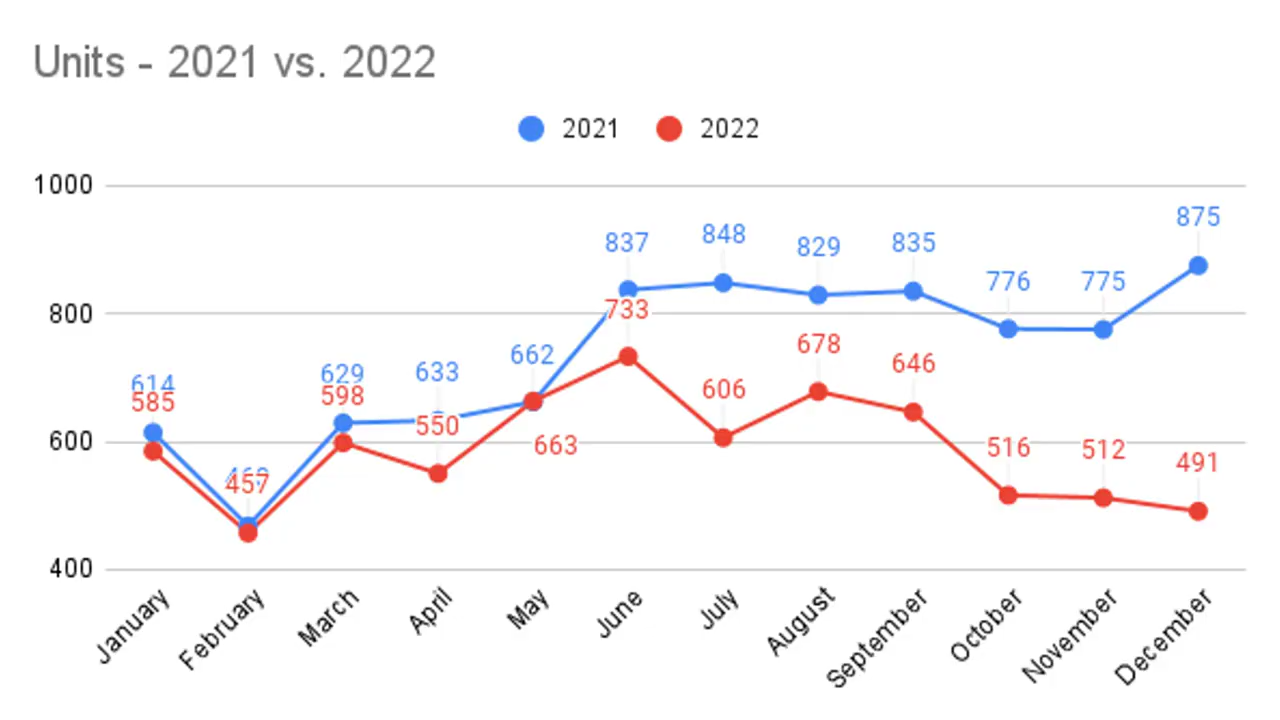 Units - 2021 vs. 2022
2021 2022
1000
800
600
400
614
629
633
662
837
848
829
835
776
775
875
585
457
598
550
663
733
606
678
646
516
512
491
January
February
March
April
May
June
July
August
September
October
November
December